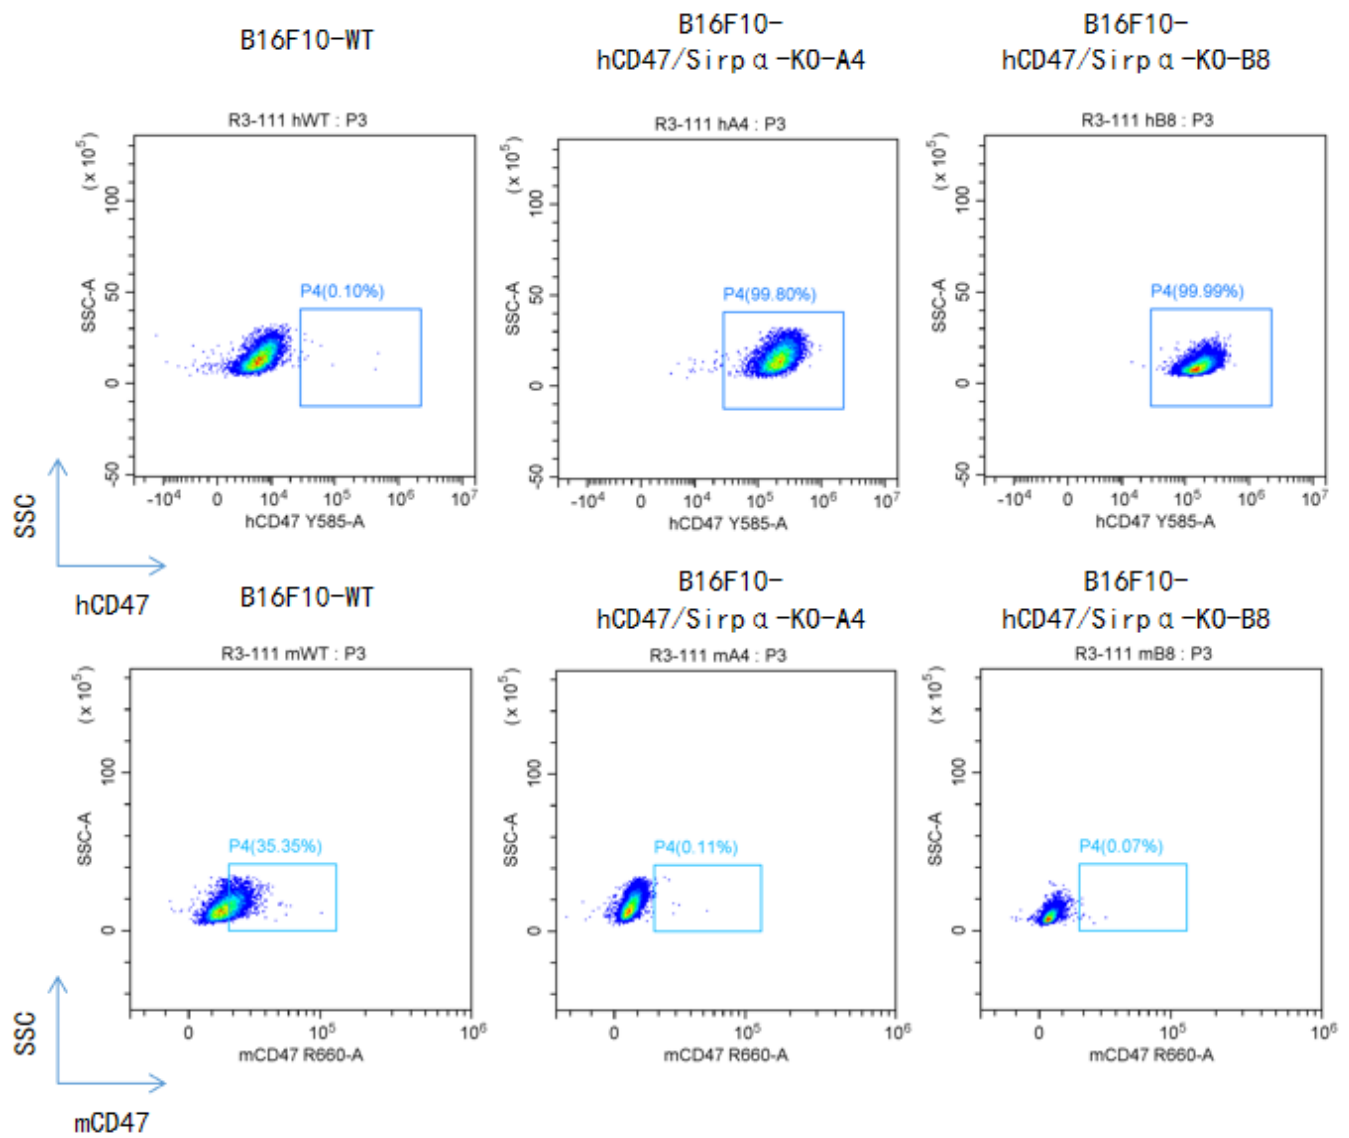 B16F10-WT
B16F10-
hCD47/Sirpα-KO-A4
B16F10-
hCD47/Sirpα-KO-B8
R3-111 hWT : P3
R3-111 hA4 : P3
R3-111 hB8 : P3
(x 10⁵)
SSC-A
100
50
0
-50
P4(0.10%)
-10⁴ 0 10⁴ 10⁵ 10⁶ 10⁷
hCD47 Y585-A
(x 10⁵)
SSC-A
100
50
0
-50
P4(99.80%)
-10⁴ 0 10⁴ 10⁵ 10⁶ 10⁷
hCD47 Y585-A
(x 10⁵)
SSC-A
100
50
0
-50
P4(99.99%)
-10⁴ 0 10⁴ 10⁵ 10⁶ 10⁷
hCD47 Y585-A
SSC
hCD47
B16F10-WT
B16F10-
hCD47/Sirpα-KO-A4
B16F10-
hCD47/Sirpα-KO-B8
R3-111 mWT : P3
R3-111 mA4 : P3
R3-111 mB8 : P3
(x 10⁵)
SSC-A
100
0
P4(35.35%)
0 10⁵ 10⁶
mCD47 R660-A
(x 10⁵)
SSC-A
100
0
P4(0.11%)
0 10⁵ 10⁶
mCD47 R660-A
(x 10⁵)
SSC-A
100
0
P4(0.07%)
0 10⁵ 10⁶
mCD47 R660-A
SSC
mCD47